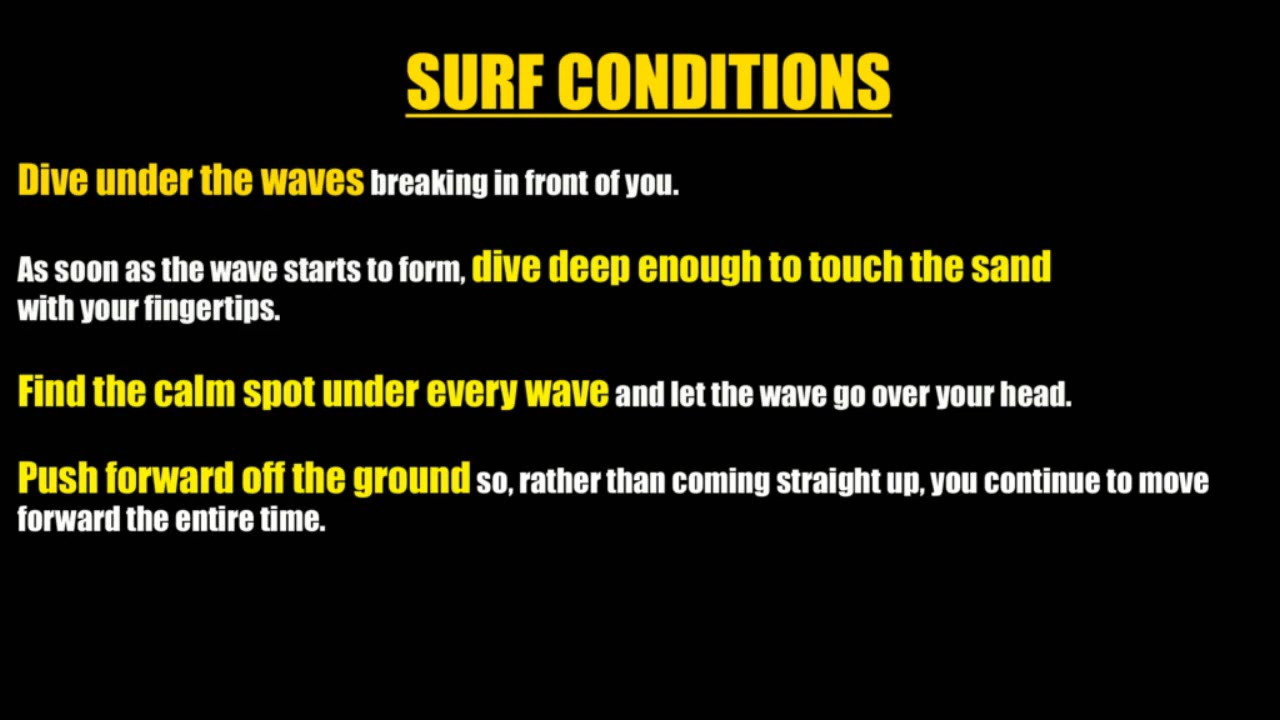 SURF CONDITIONS
Dive under the waves breaking in front of you.
As soon as the wave starts to form, dive deep enough to touch the sand
with your fingertips.
Find the calm spot under every wave and let the wave go over your head.
Push forward off the ground so, rather than coming straight up, you continue to move
forward the entire time.